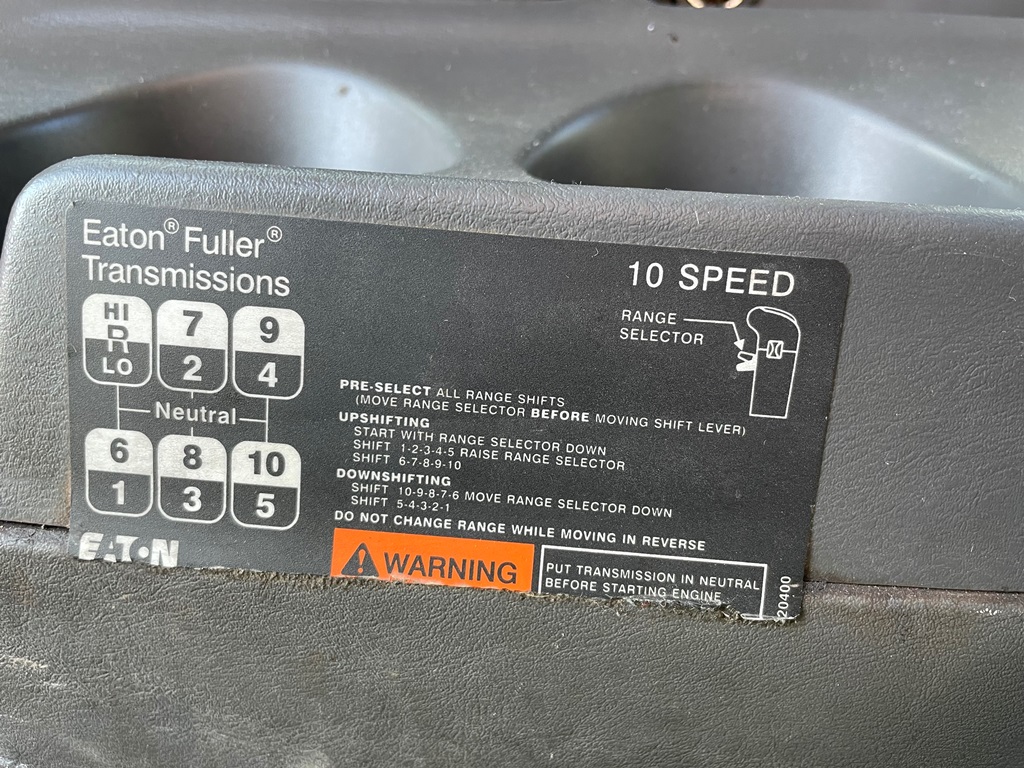 Eaton® Fuller®
Transmissions
10 SPEED
RANGE
SELECTOR
HI 7 9
R
LO 2 4
Neutral
6 8 10
1 3 5
PRE-SELECT ALL RANGE SHIFTS
(MOVE RANGE SELECTOR BEFORE MOVING SHIFT LEVER)
UPSHIFTING
START WITH RANGE SELECTOR DOWN
SHIFT 1-2-3-4-5 RAISE RANGE SELECTOR
SHIFT 6-7-8-9-10
DOWNSHIFTING
SHIFT 10-9-8-7-6 MOVE RANGE SELECTOR DOWN
SHIFT 5-4-3-2-1
DO NOT CHANGE RANGE WHILE MOVING IN REVERSE
EATON
WARNING
PUT TRANSMISSION IN NEUTRAL
BEFORE STARTING ENGINE
20400